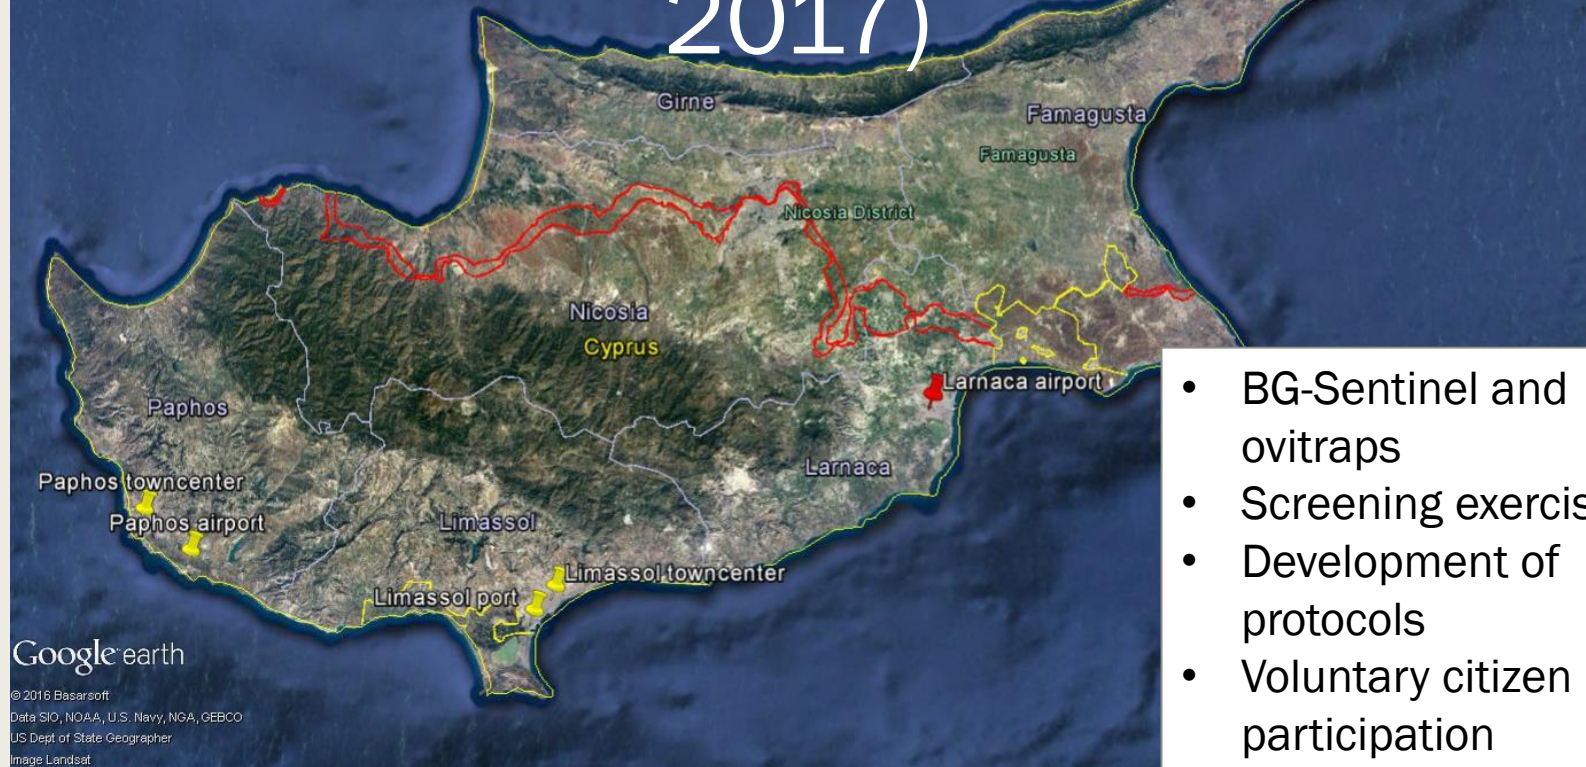 2017)
Girne
Famagusta
Famagusta
Nicosia District
Nicosia
Cyprus
Larnaca airport
Paphos
Larnaca
Paphos towncenter
Paphos airport
Limassol
Limassol towncenter
Limassol port
• BG-Sentinel and
ovitraps
• Screening exercis
• Development of
protocols
• Voluntary citizen
participation
Google earth
© 2016 Basarsoft
Data SIO, NOAA, U.S. Navy, NGA, GEBCO
US Dept of State Geographer
Image Landsat